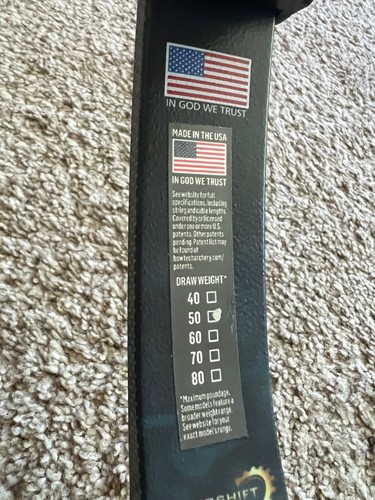 IN GOD WE TRUST
MADE IN THE USA
IN GOD WE TRUST
See website for full
specifications, including
string and cable lengths.
Covered by or licensed
under one or more U.S.
patents. Other patents
pending. Patent list may
be found at
bowtecharchery.com/
patents.
DRAW WEIGHT*
40
50
60
70
80
*Maximum poundage.
Some models feature a
broader weight range.
See website for your
exact model's range.